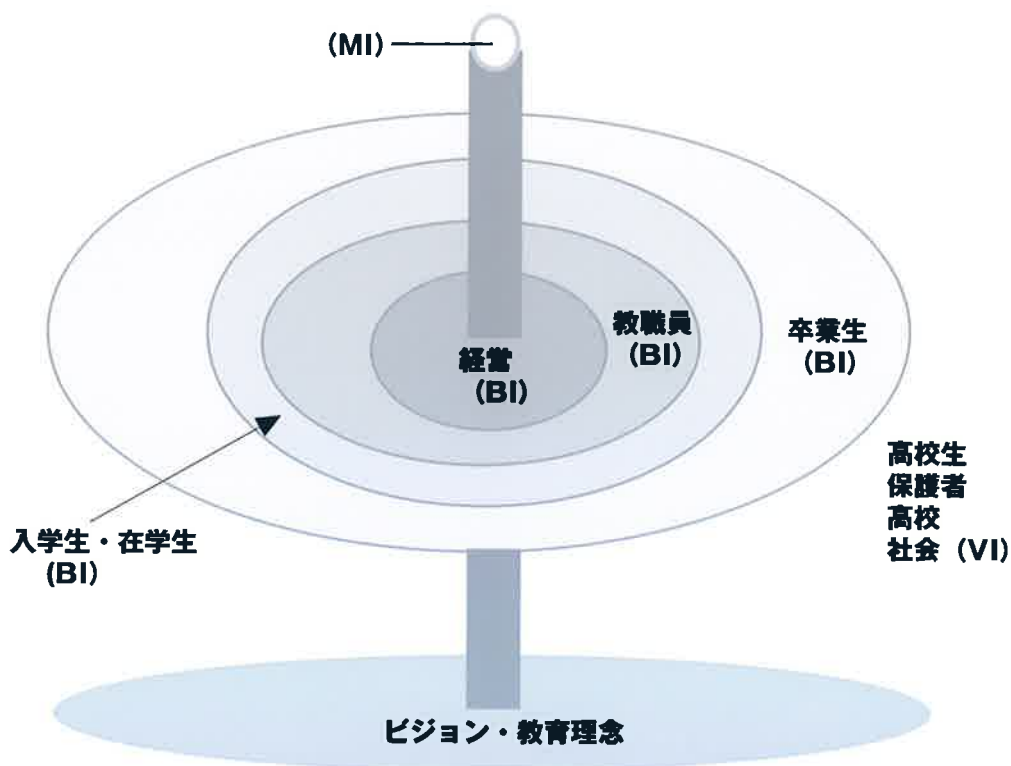 (MI)
教職員
(BI)
卒業生
(BI)
経営
(BI)
高校生
保護者
高校
社会 (VI)
入学生・在学生
(BI)
ビジョン・教育理念